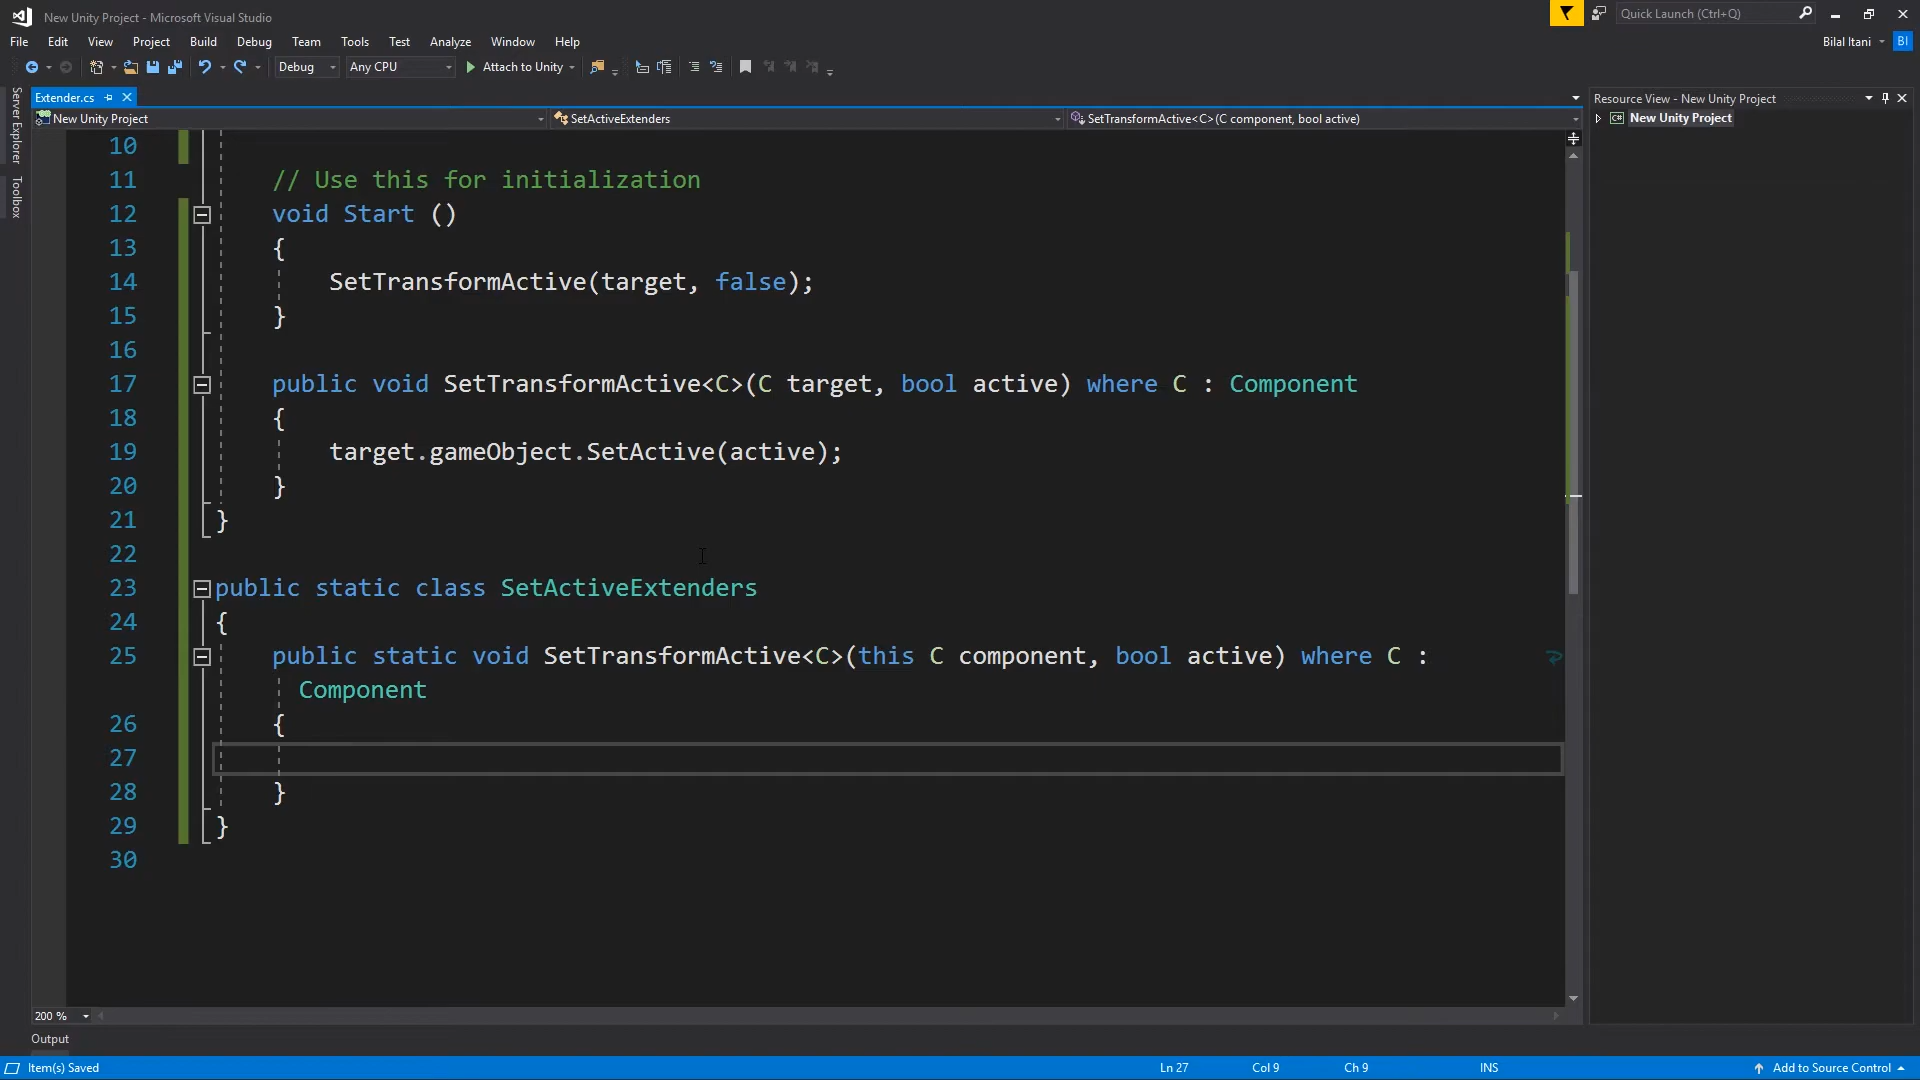 New Unity Project - Microsoft Visual Studio
Quick Launch (Ctrl+Q)
File Edit View Project Build Debug Team Tools Test Analyze Window Help
Bilal Itani BI
Debug Any CPU Attach to Unity
Server Explorer
Toolbox
Extender.cs
Resource View - New Unity Project
New Unity Project
SetActiveExtenders
SetTransformActive<C>(C component, bool active)
New Unity Project
10
11 // Use this for initialization
12 void Start ()
13 {
14 SetTransformActive(target, false);
15 }
16
17 public void SetTransformActive<C>(C target, bool active) where C : Component
18 {
19 target.gameObject.SetActive(active);
20 }
21 }
22
23 public static class SetActiveExtenders
24 {
25 public static void SetTransformActive<C>(this C component, bool active) where C :
Component
26 {
27
28 }
29 }
30
200 %
Output
Item(s) Saved
Ln 27 Col 9 Ch 9 INS
Add to Source Control